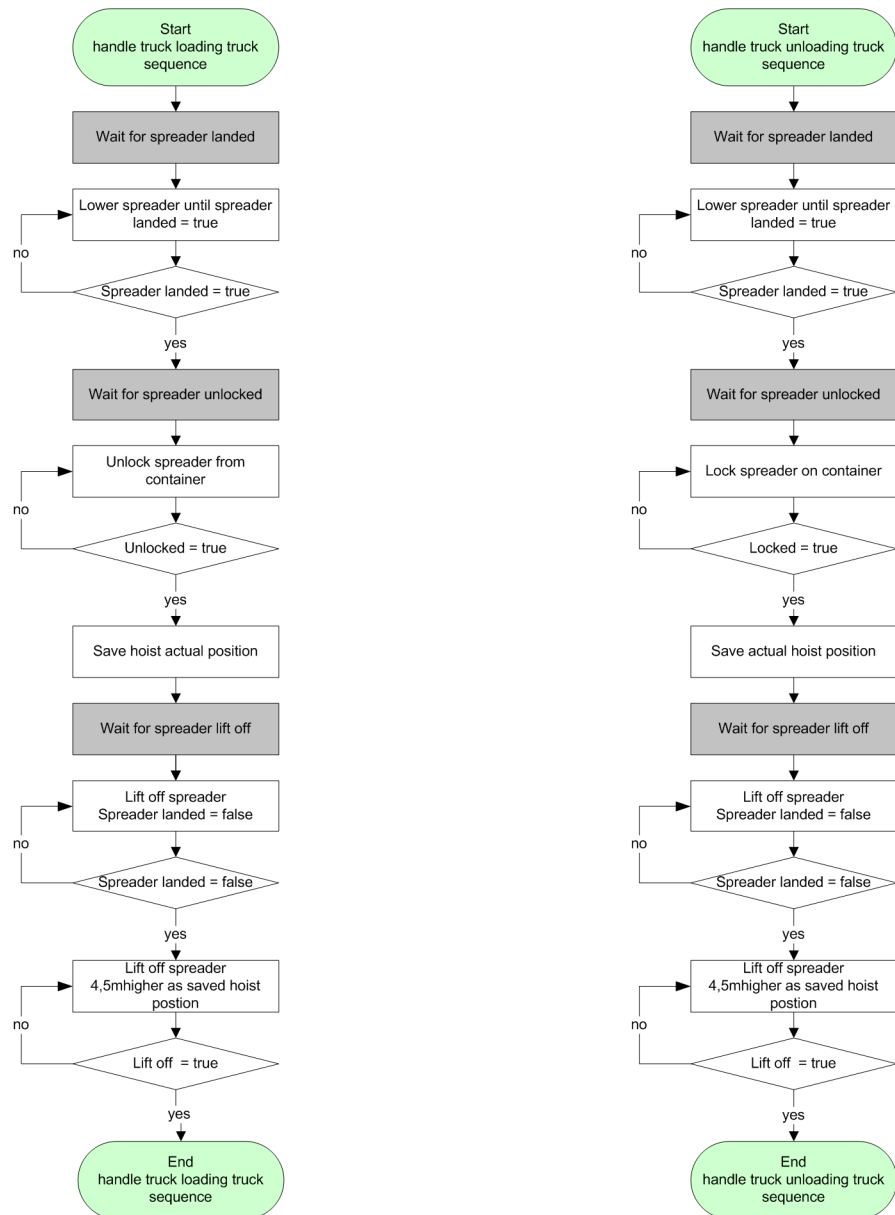 Start
handle truck loading truck
sequence
Wait for spreader landed
Lower spreader until spreader
landed = true
no
Spreader landed = true
yes
Wait for spreader unlocked
Unlock spreader from
container
no
Unlocked = true
yes
Save hoist actual position
Wait for spreader lift off
Lift off spreader
Spreader landed = false
no
Spreader landed = false
yes
Lift off spreader
4,5mhigher as saved hoist
postion
no
Lift off = true
yes
End
handle truck loading truck
sequence
Start
handle truck unloading truck
sequence
Wait for spreader landed
Lower spreader until spreader
landed = true
no
Spreader landed = true
yes
Wait for spreader unlocked
Lock spreader on container
no
Locked = true
yes
Save actual hoist position
Wait for spreader lift off
Lift off spreader
Spreader landed = false
no
Spreader landed = false
yes
Lift off spreader
4,5mhigher as saved hoist
postion
no
Lift off = true
yes
End
handle truck unloading truck
sequence